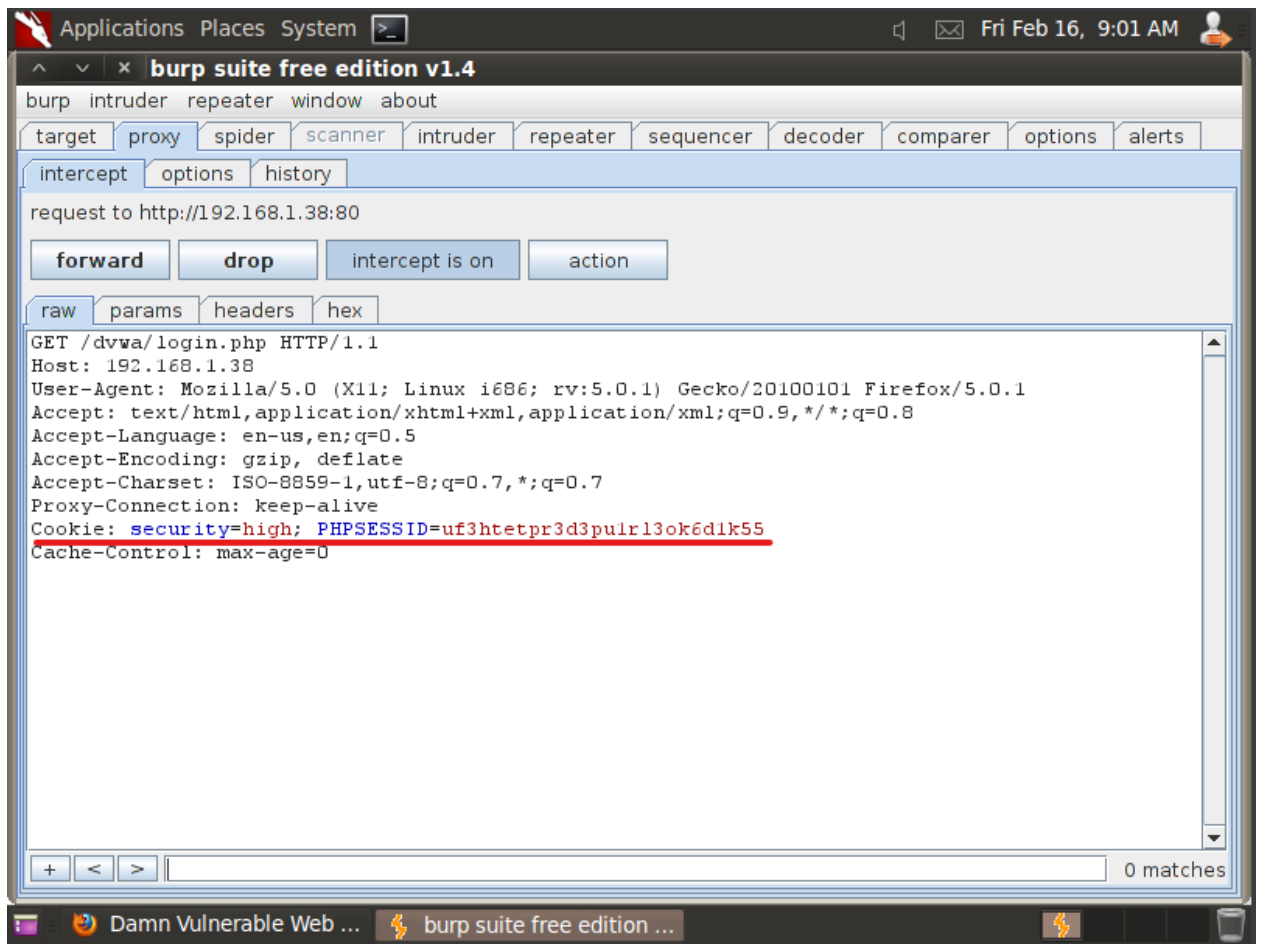 Applications Places System Fri Feb 16, 9:01 AM
burp suite free edition v1.4
burp intruder repeater window about
target proxy spider scanner intruder repeater sequencer decoder comparer options alerts
intercept options history
request to http://192.168.1.38:80
forward drop intercept is on action
raw params headers hex
GET /dvwa/login.php HTTP/1.1
Host: 192.168.1.38
User-Agent: Mozilla/5.0 (X11; Linux i686; rv:5.0.1) Gecko/20100101 Firefox/5.0.1
Accept: text/html,application/xhtml+xml,application/xml;q=0.9,*/*;q=0.8
Accept-Language: en-us,en;q=0.5
Accept-Encoding: gzip, deflate
Accept-Charset: ISO-8859-1,utf-8;q=0.7,*;q=0.7
Proxy-Connection: keep-alive
Cookie: security=high; PHPSESSID=uf3htetpr3d3pu1rl3ok6d1k55
Cache-Control: max-age=0
+ < > 0 matches
Damn Vulnerable Web ... burp suite free edition ...